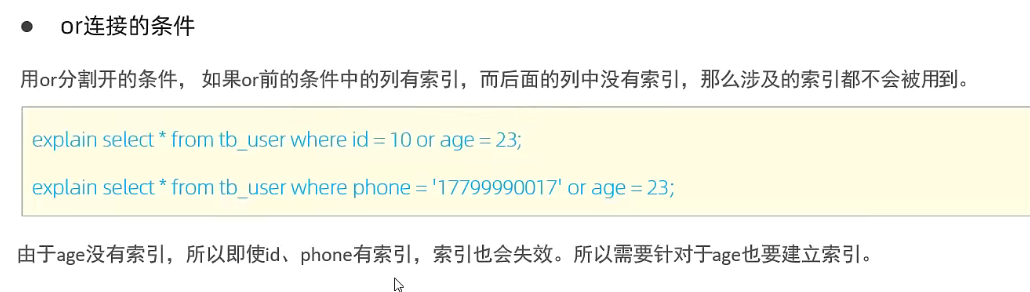 ● or连接的条件
用or分割开的条件， 如果or前的条件中的列有索引，而后面的列中没有索引，那么涉及的索引都不会被用到。
explain select * from tb_user where id = 10 or age = 23;
explain select * from tb_user where phone = '17799990017' or age = 23;
由于age没有索引，所以即使id、phone有索引，索引也会失效。所以需要针对于age也要建立索引。